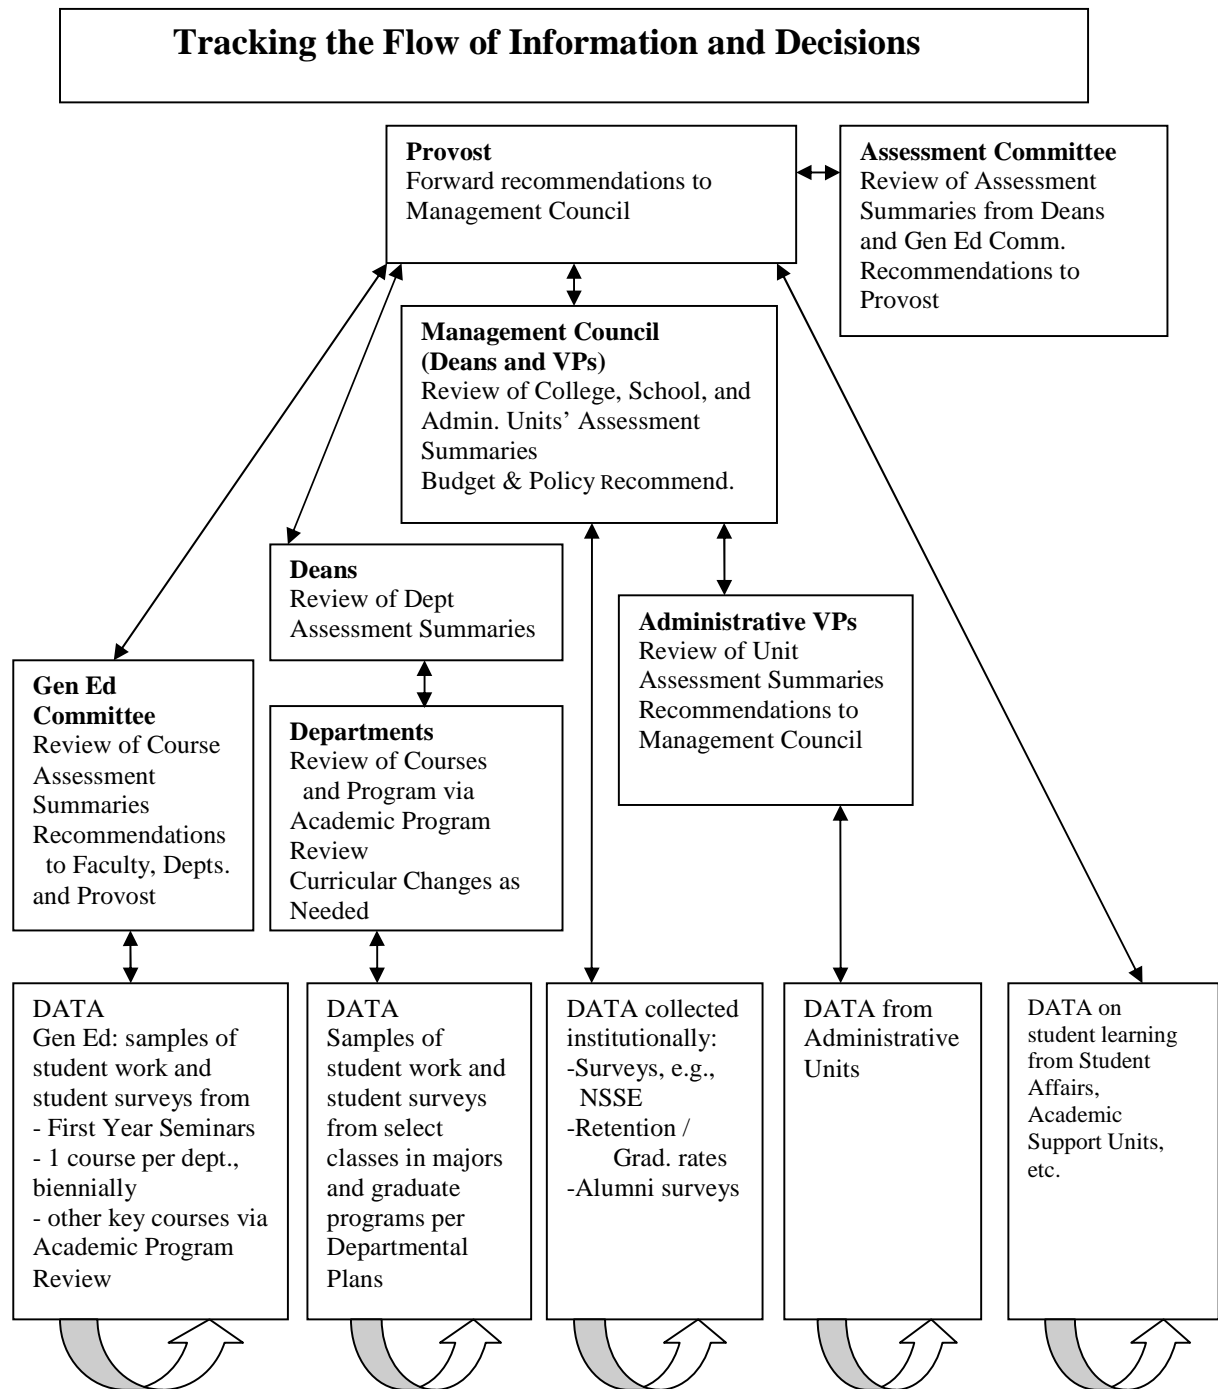 Tracking the Flow of Information and Decisions
Provost
Forward recommendations to
Management Council
Assessment Committee
Review of Assessment
Summaries from Deans
and Gen Ed Comm.
Recommendations to
Provost
Management Council
(Deans and VPs)
Review of College, School, and
Admin. Units’ Assessment
Summaries
Budget & Policy Recommend.
Deans
Review of Dept
Assessment Summaries
Administrative VPs
Review of Unit
Assessment Summaries
Recommendations to
Management Council
Gen Ed
Committee
Review of Course
Assessment
Summaries
Recommendations
to Faculty, Depts.
and Provost
Departments
Review of Courses
and Program via
Academic Program
Review
Curricular Changes as
Needed
DATA
Gen Ed: samples of
student work and
student surveys from
- First Year Seminars
- 1 course per dept.,
biennially
- other key courses via
Academic Program
Review
DATA
Samples of
student work and
student surveys
from select
classes in majors
and graduate
programs per
Departmental
Plans
DATA collected
institutionally:
-Surveys, e.g.,
NSSE
-Retention /
Grad. rates
-Alumni surveys
DATA from
Administrative
Units
DATA on
student learning
from Student
Affairs,
Academic
Support Units,
etc.